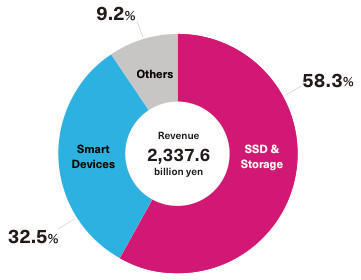 9.2%
Others
58.3%
Revenue
2,337.6
billion yen
SSD &
Storage
Smart
Devices
32.5%